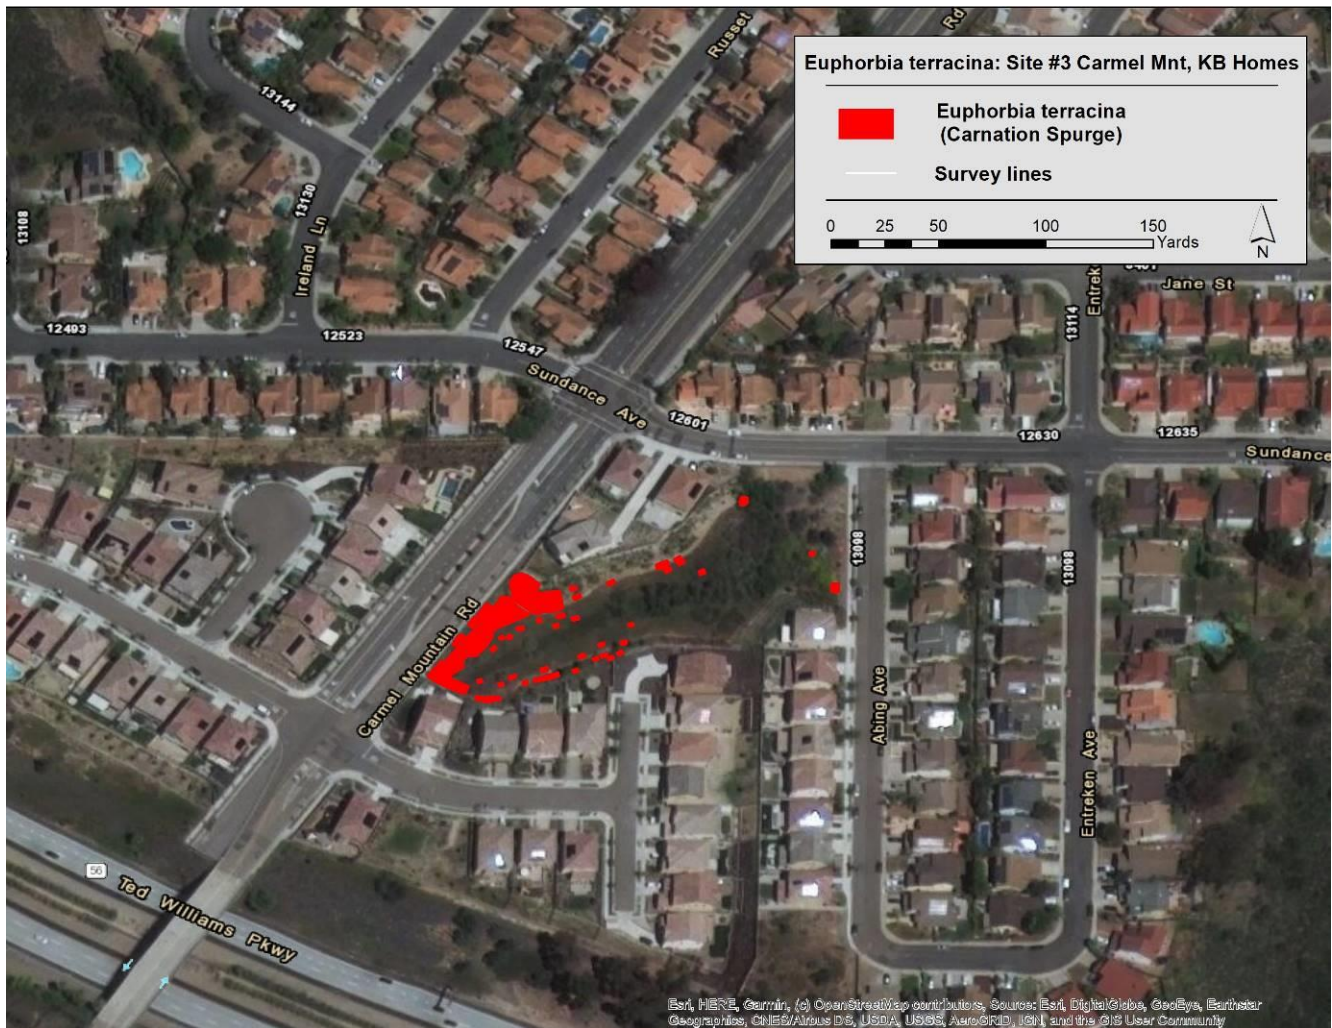 Rd
Russet
Euphorbia terracina: Site #3 Carmel Mnt, KB Homes
Euphorbia terracina
(Carnation Spurge)
Survey lines
0 25 50 100 150
Yards
N
13144
13130
13108
Ireland Ln
Entreken
Jane St
13114
12493
12523
12547
Sundance Ave
12601
12630
12635
Sundance
13098
13098
Carmel Mountain Rd
Abing Ave
Entreken Ave
56
Ted Williams Pkwy
Esri, HERE, Garmin, (c) OpenStreetMap contributors, Source: Esri, DigitalGlobe, GeoEye, Earthstar
Geographics, CNES/Airbus DS, USDA, USGS, AeroGRID, IGN, and the GIS User Community